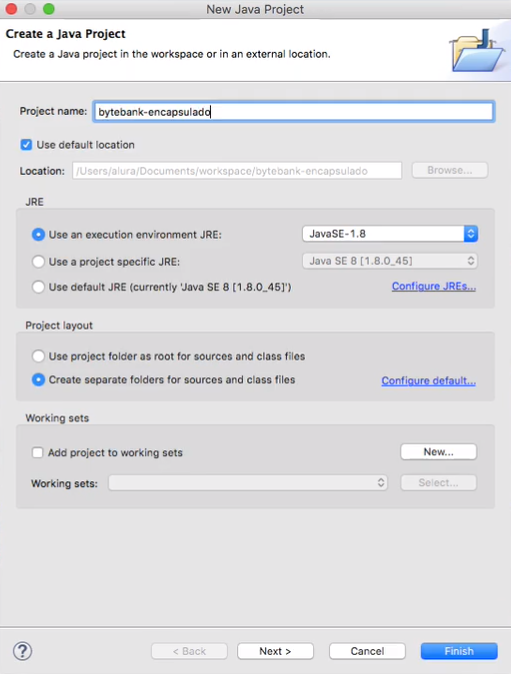 New Java Project
Create a Java Project
Create a Java project in the workspace or in an external location.
Project name: bytebank-encapsulado
Use default location
Location: /Users/aiura/Documents/workspace/bytebank-encapsulado Browse...
JRE
Use an execution environment JRE: JavaSE-1.8
Use a project specific JRE: Java SE 8 [1.8.0_45]
Use default JRE (currently 'Java SE 8 [1.8.0_45]') Configure JREs...
Project layout
Use project folder as root for sources and class files
Create separate folders for sources and class files Configure default...
Working sets
Add project to working sets New...
Working sets: Select...
? < Back Next > Cancel Finish